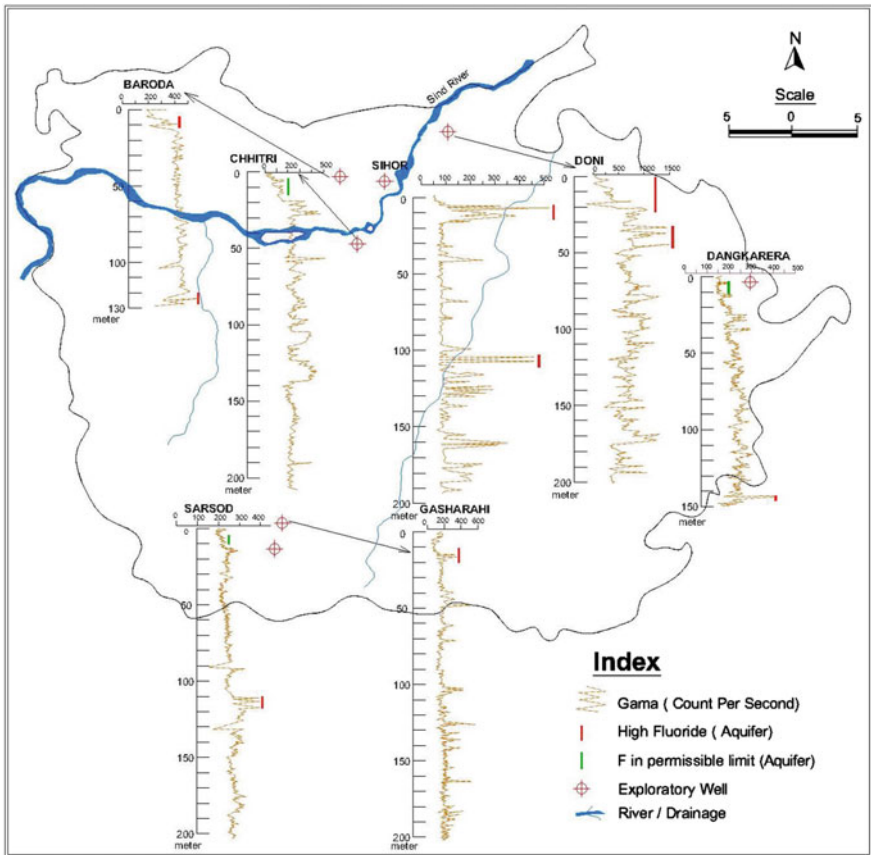 N
Scale
5 0 5
Sind River
BARODA
0 200 400
0
50
100
130
meter
CHHITRI
0 200 500
0
50
100
150
200
meter
SIHOR
0 100 200 300 400 500
0
50
100
150
200
meter
DONI
0 500 1000 1500
0
50
100
150
200
meter
DANGKARERA
0 100 200 300 400 500
0
50
100
150
meter
SARSOD
0 100 200 300 400
0
50
100
150
200
meter
GASHARAHI
0 200 400 600
0
50
100
150
200
meter
Index
Gama ( Count Per Second)
High Fluoride ( Aquifer)
F in permissible limit (Aquifer)
Exploratory Well
River / Drainage